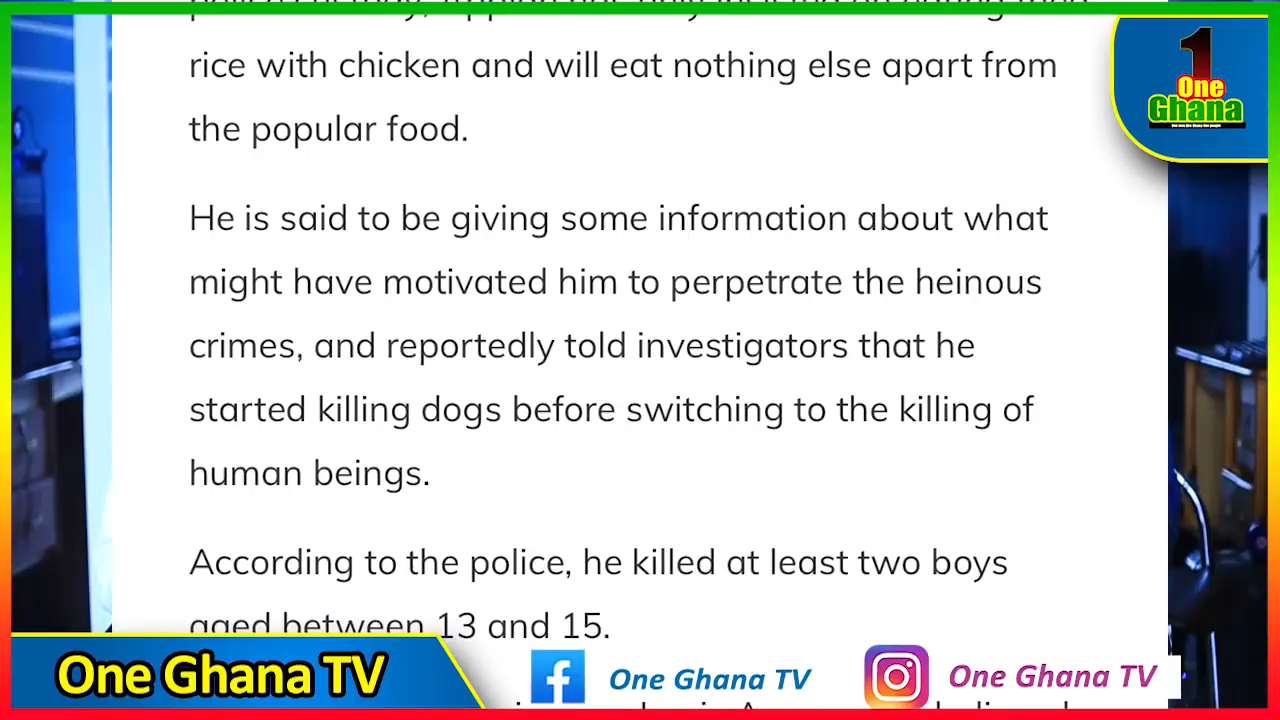 rice with chicken and will eat nothing else apart from
the popular food.
He is said to be giving some information about what
might have motivated him to perpetrate the heinous
crimes, and reportedly told investigators that he
started killing dogs before switching to the killing of
human beings.
According to the police, he killed at least two boys
aged between 13 and 15.
1
One
Ghana
One Ghana TV
One Ghana TV
One Ghana TV